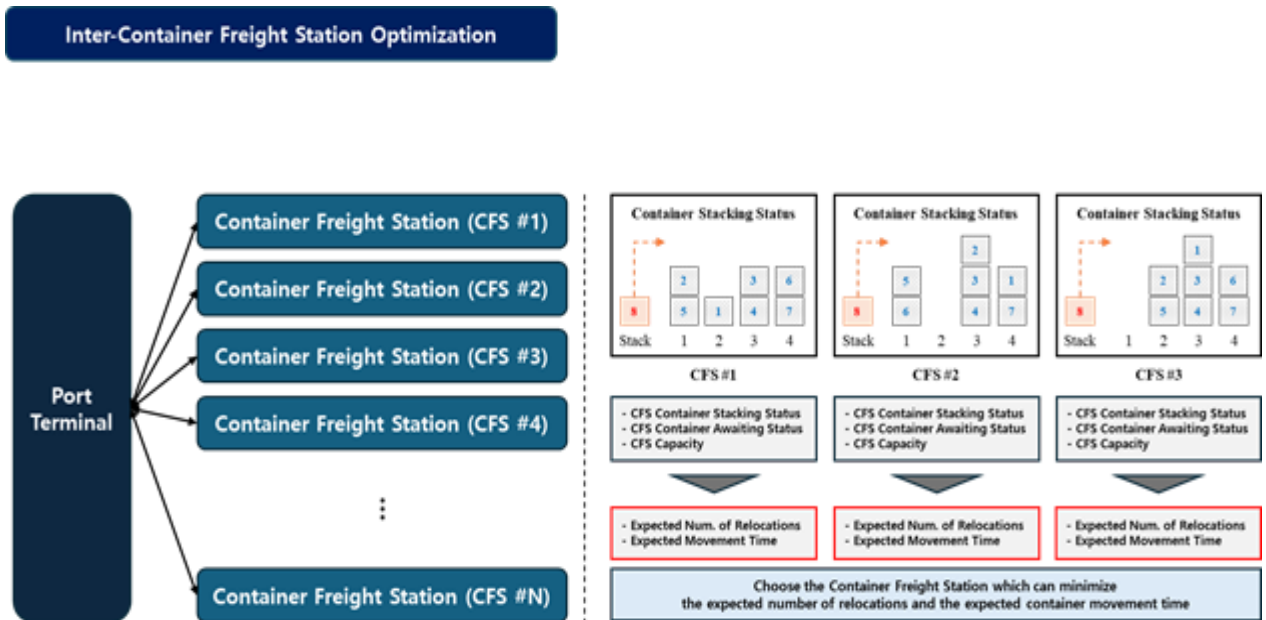 Inter-Container Freight Station Optimization
Port
Terminal
Container Freight Station (CFS #1)
Container Freight Station (CFS #2)
Container Freight Station (CFS #3)
Container Freight Station (CFS #4)
⋮
Container Freight Station (CFS #N)
Container Stacking Status
2 3 6
8 5 1 4 7
Stack 1 2 3 4
CFS #1
- CFS Container Stacking Status
- CFS Container Awaiting Status
- CFS Capacity
- Expected Num. of Relocations
- Expected Movement Time
Container Stacking Status
2
5 3 1
8 6 4 7
Stack 1 2 3 4
CFS #2
- CFS Container Stacking Status
- CFS Container Awaiting Status
- CFS Capacity
- Expected Num. of Relocations
- Expected Movement Time
Container Stacking Status
1
2 3 6
8 5 4 7
Stack 1 2 3 4
CFS #3
- CFS Container Stacking Status
- CFS Container Awaiting Status
- CFS Capacity
- Expected Num. of Relocations
- Expected Movement Time
Choose the Container Freight Station which can minimize
the expected number of relocations and the expected container movement time